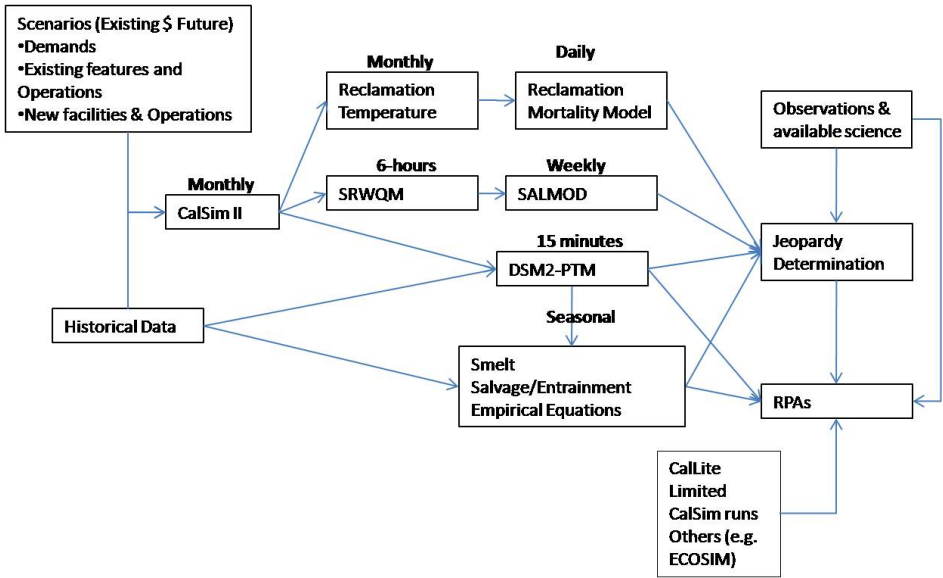 Scenarios (Existing $ Future)
•Demands
•Existing features and
Operations
•New facilities & Operations
Monthly
CalSim II
Historical Data
Monthly
Reclamation
Temperature
Daily
Reclamation
Mortality Model
6-hours
SRWQM
Weekly
SALMOD
15 minutes
DSM2-PTM
Seasonal
Smelt
Salvage/Entrainment
Empirical Equations
Observations &
available science
Jeopardy
Determination
RPAs
CalLite
Limited
CalSim runs
Others (e.g.
ECOSIM)